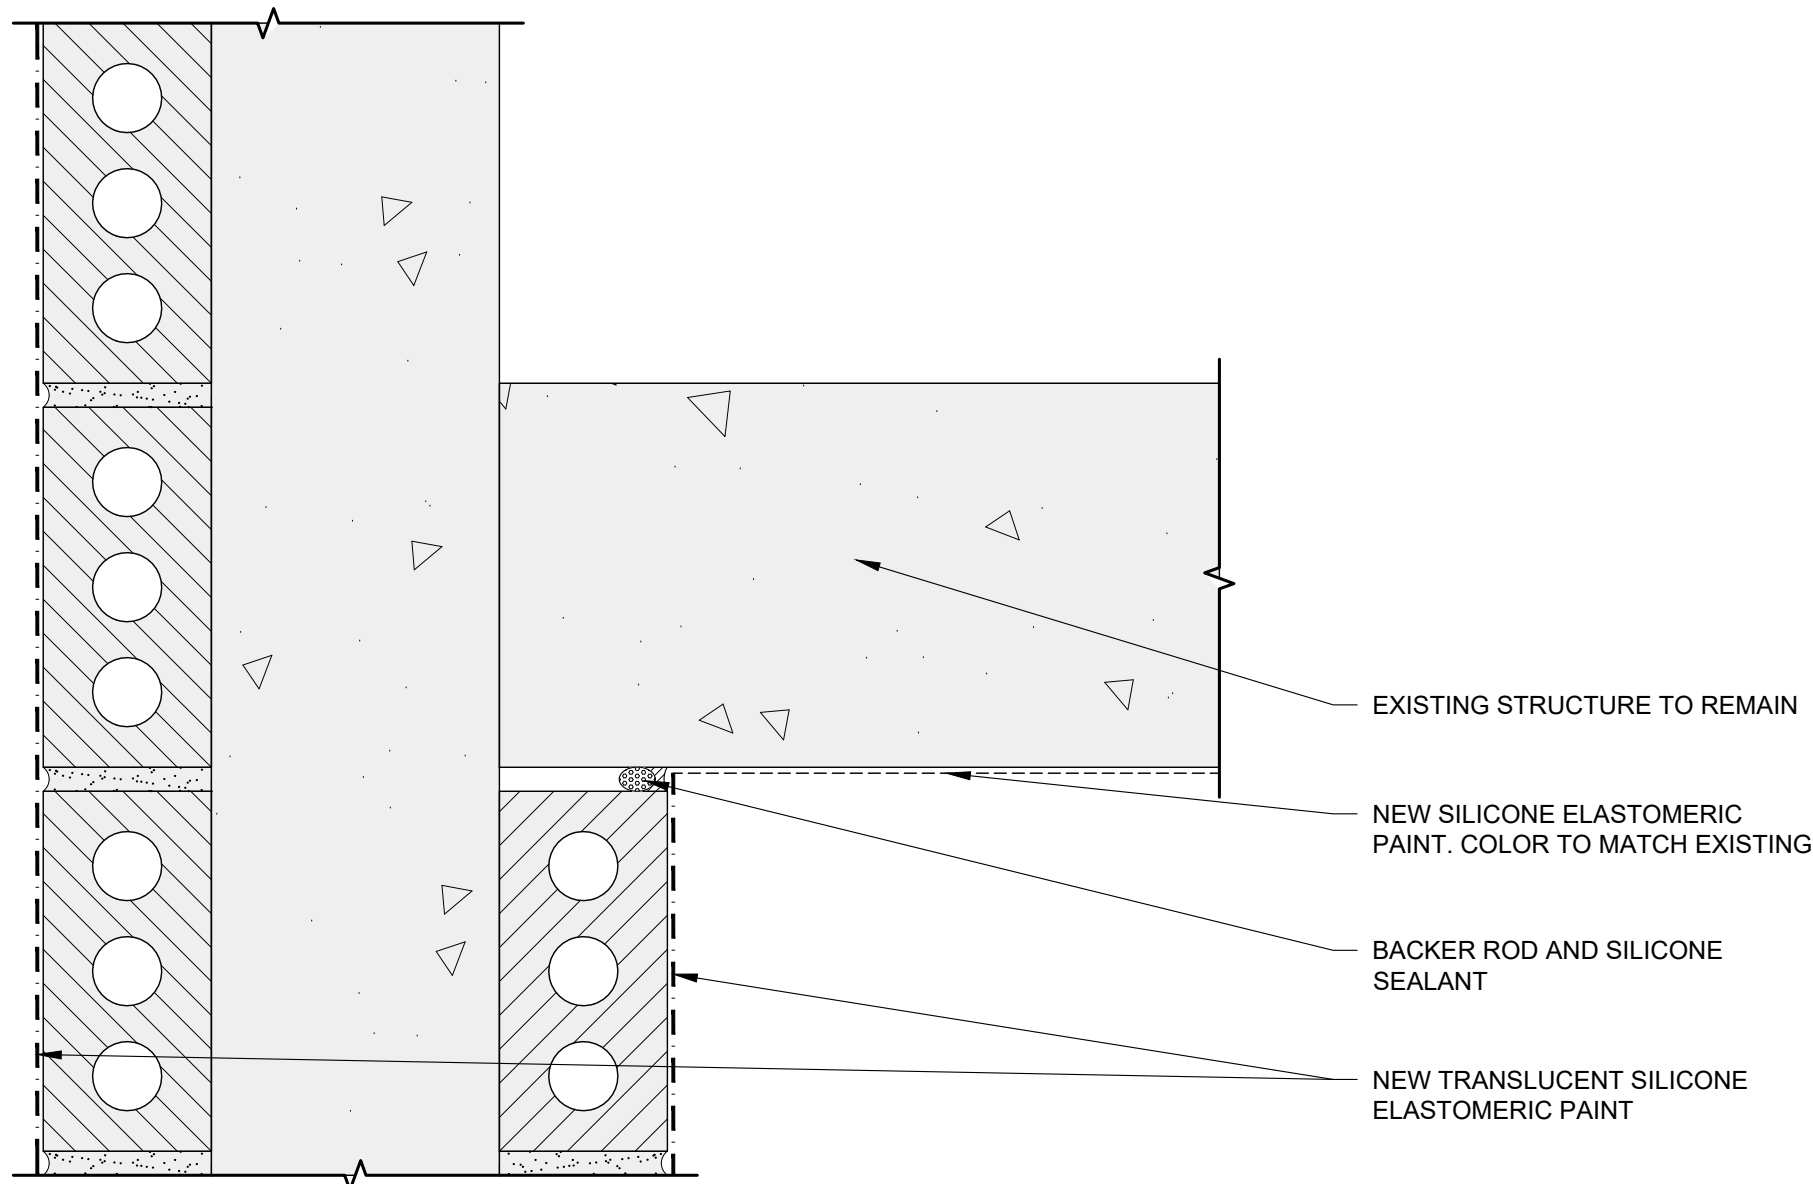 EXISTING STRUCTURE TO REMAIN
NEW SILICONE ELASTOMERIC
PAINT. COLOR TO MATCH EXISTING
BACKER ROD AND SILICONE
SEALANT
NEW TRANSLUCENT SILICONE
ELASTOMERIC PAINT